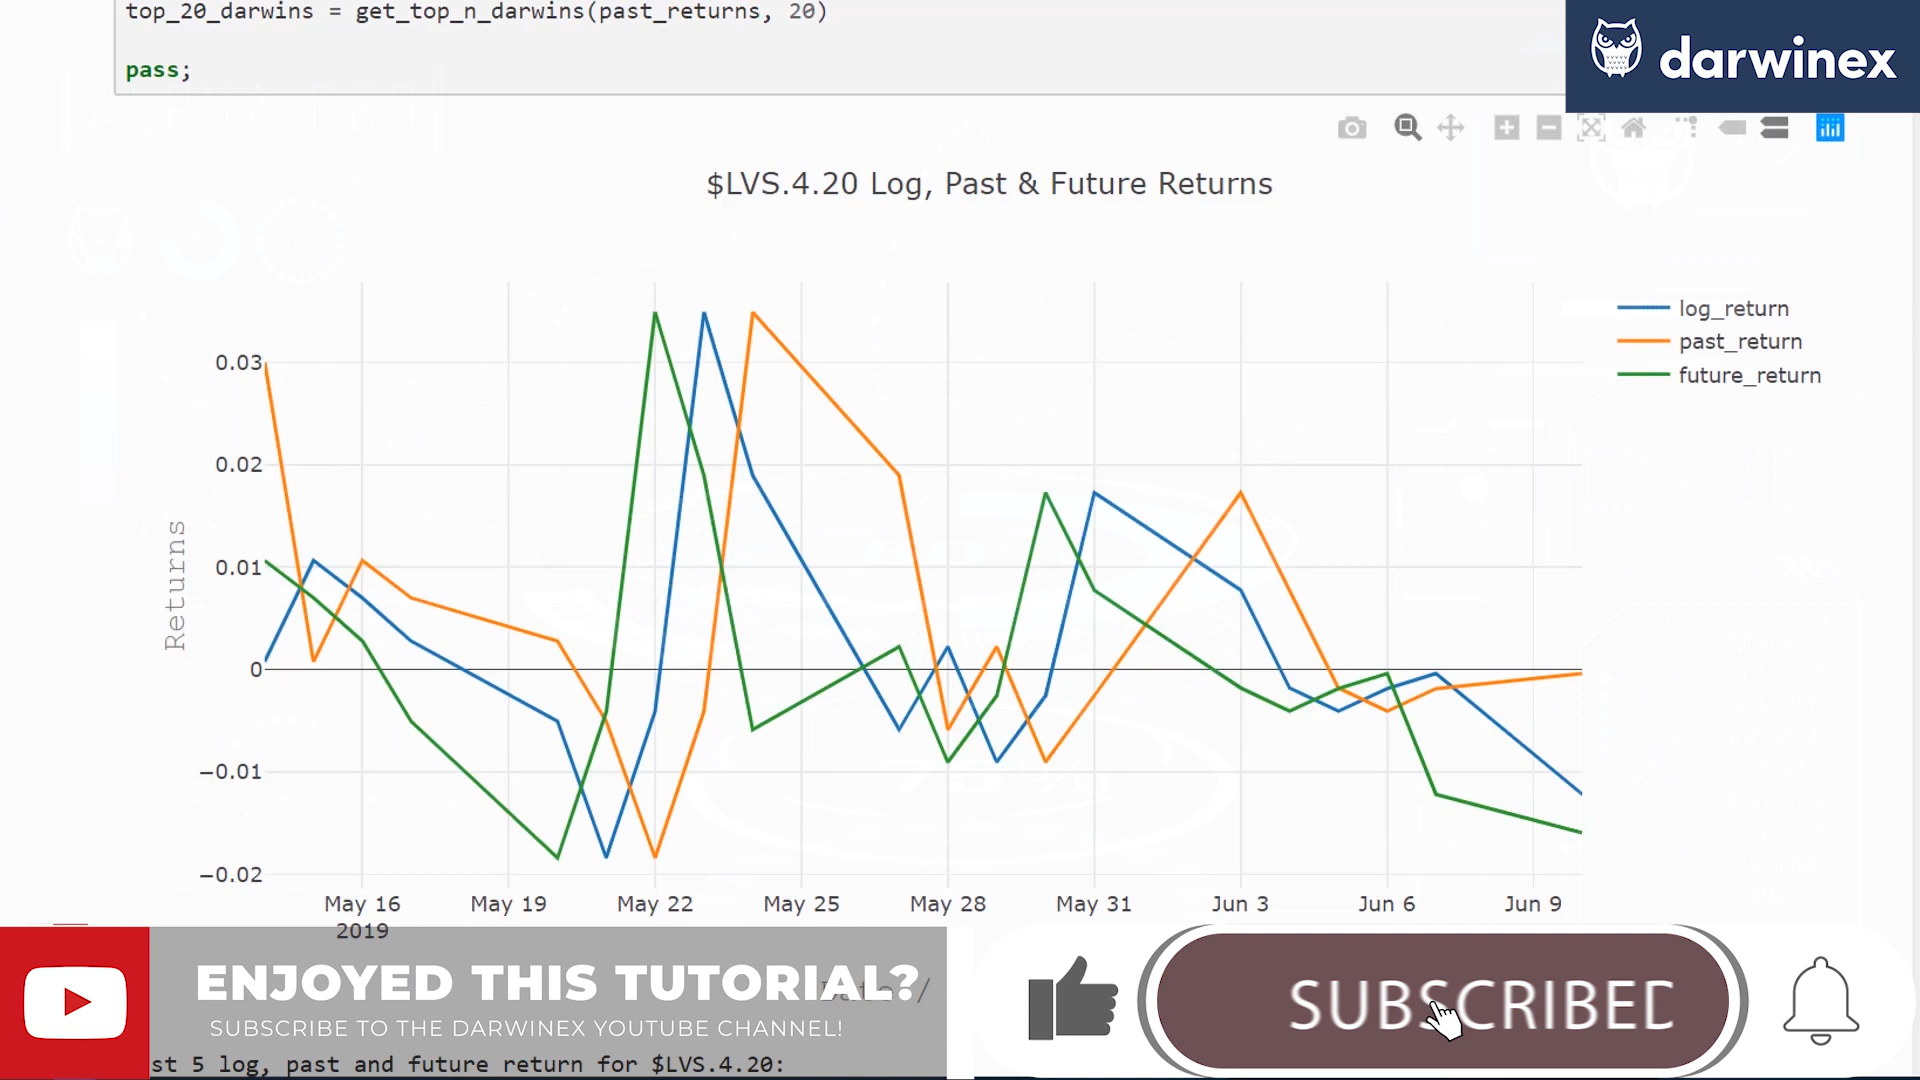 top_20_darwins = get_top_n_darwins(past_returns, 20)
pass;
darwinex
$LVS.4.20 Log, Past & Future Returns
log_return
past_return
future_return
Returns
0.03
0.02
0.01
0
−0.01
−0.02
May 16
2019
May 19
May 22
May 25
May 28
May 31
Jun 3
Jun 6
Jun 9
ENJOYED THIS TUTORIAL?
SUBSCRIBE TO THE DARWINEX YOUTUBE CHANNEL!
SUBSCRIBED
st 5 log, past and future return for $LVS.4.20: